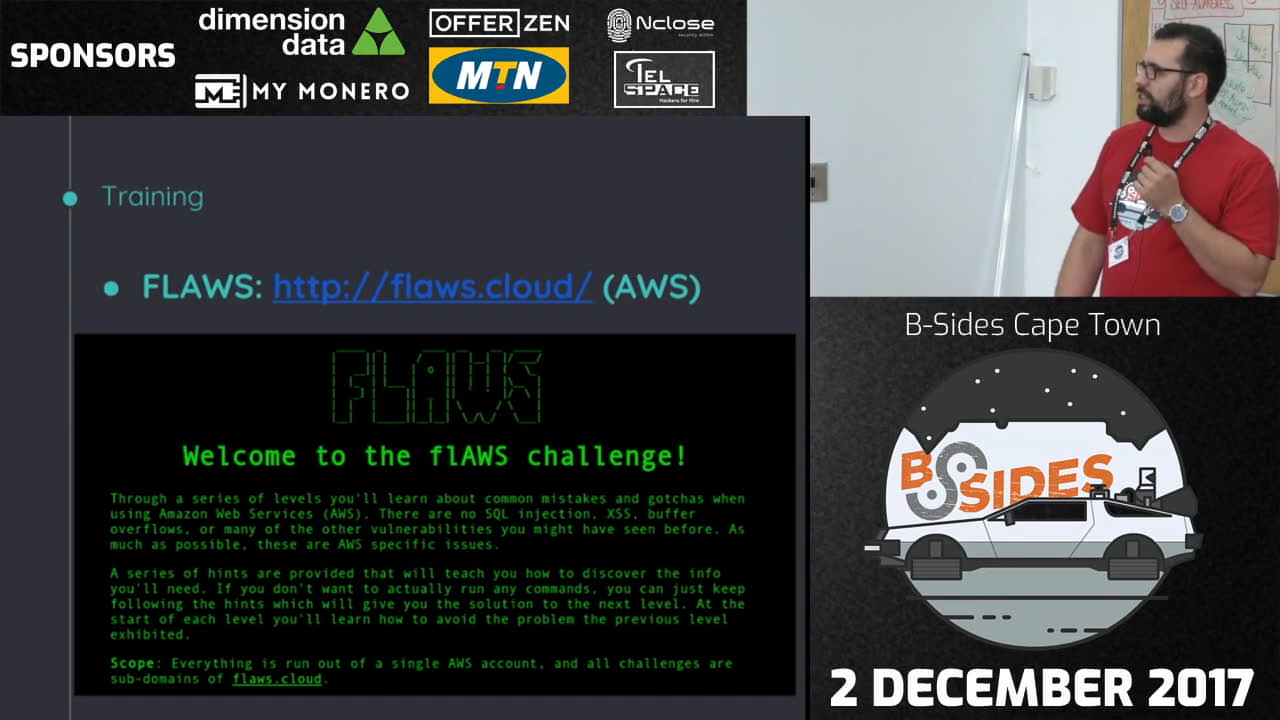 SPONSORS
dimension
data
OFFERZEN
Nclose
MY MONERO
MTN
TEL
SPACE
Hackers for Hire
SELF-AWARENESS
Training
FLAWS: http://flaws.cloud/ (AWS)
FLAWS
Welcome to the flAWS challenge!
Through a series of levels you'll learn about common mistakes and gotchas when
using Amazon Web Services (AWS). There are no SQL injection, XSS, buffer
overflows, or many of the other vulnerabilities you might have seen before. As
much as possible, these are AWS specific issues.
A series of hints are provided that will teach you how to discover the info
you'll need. If you don't want to actually run any commands, you can just keep
following the hints which will give you the solution to the next level. At the
start of each level you'll learn how to avoid the problem the previous level
exhibited.
Scope: Everything is run out of a single AWS account, and all challenges are
sub-domains of flaws.cloud.
B-Sides Cape Town
BSIDES
2 DECEMBER 2017